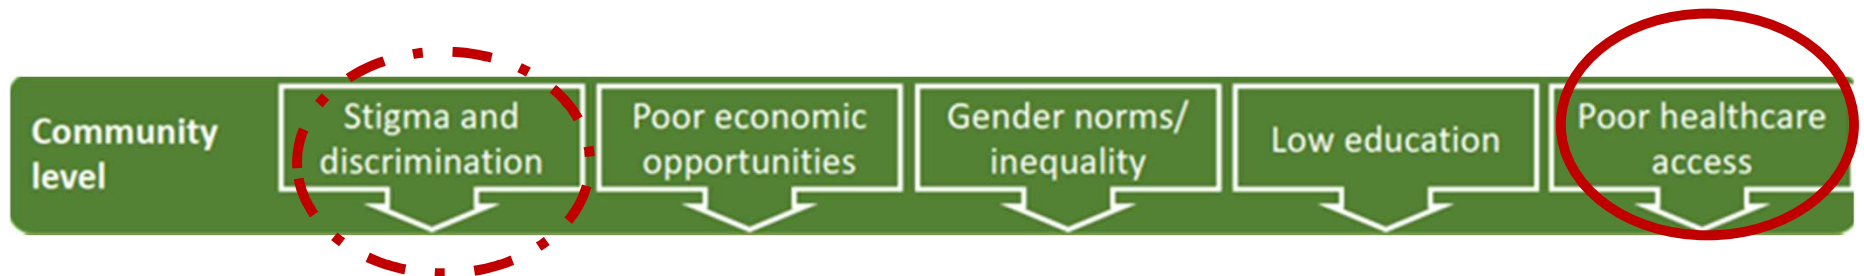 Community
level
Stigma and
discrimination
Poor economic
opportunities
Gender norms/
inequality
Low education
Poor healthcare
access